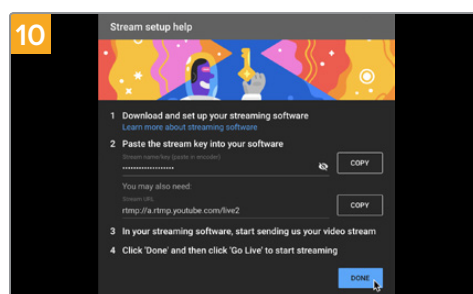 10
Stream setup help
1 Download and set up your streaming software
Learn more about streaming software
2 Paste the stream key into your software
Stream name/key (paste in encoder)
••••••••••••••••••• COPY
You may also need:
Stream URL
rtmp://a.rtmp.youtube.com/live2 COPY
3 In your streaming software, start sending us your video stream
4 Click 'Done' and then click 'Go Live' to start streaming
DONE